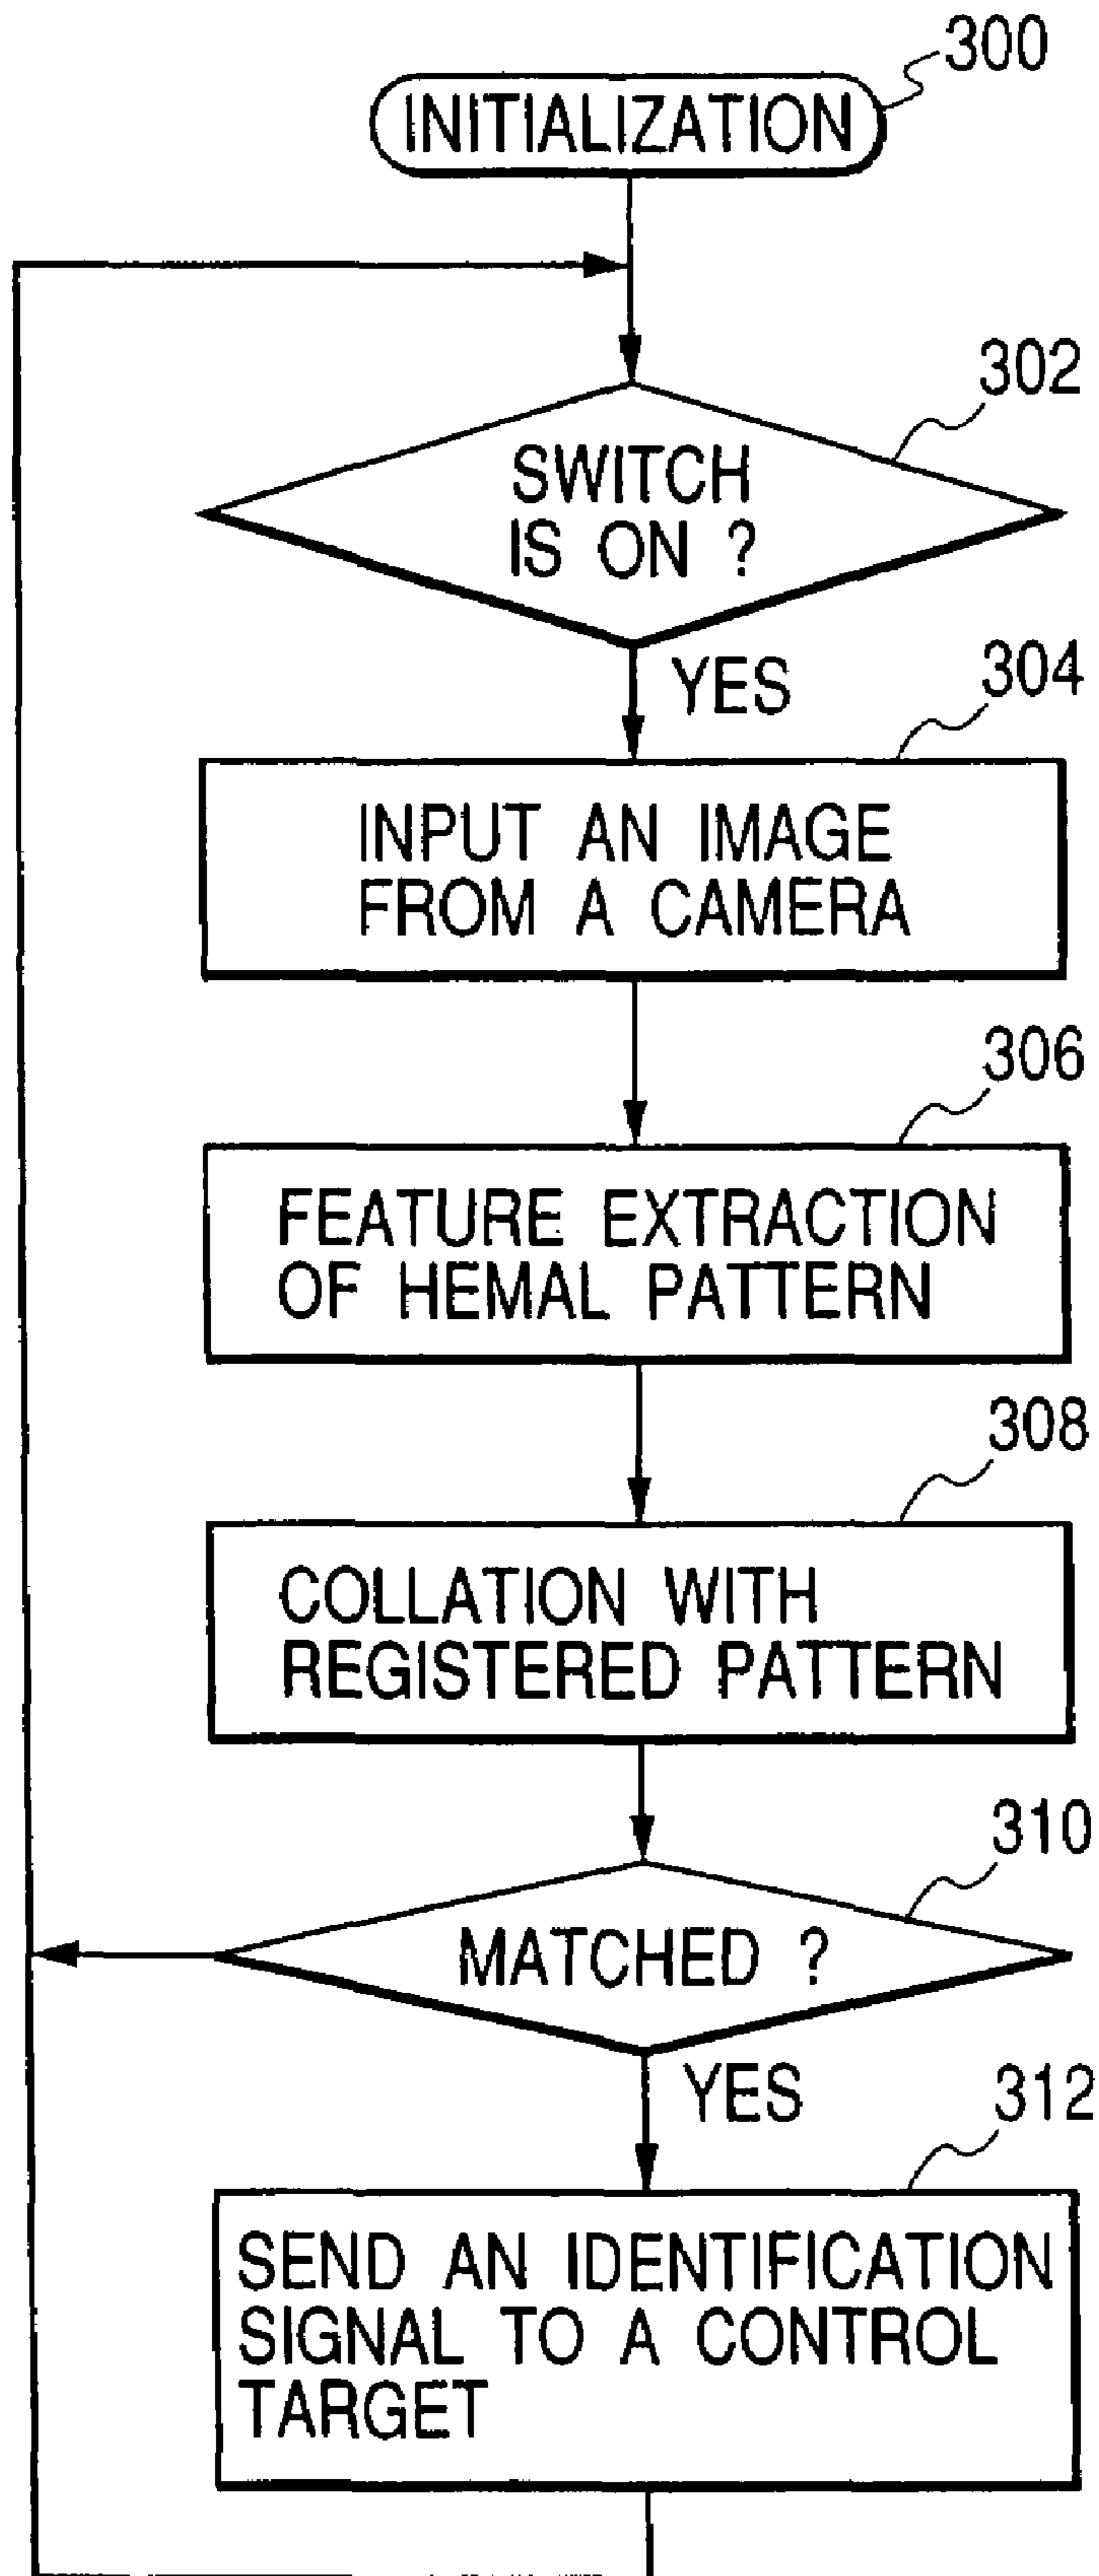 300
INITIALIZATION
302
SWITCH
IS ON ?
YES
304
INPUT AN IMAGE
FROM A CAMERA
306
FEATURE EXTRACTION
OF HEMAL PATTERN
308
COLLATION WITH
REGISTERED PATTERN
310
MATCHED ?
YES
312
SEND AN IDENTIFICATION
SIGNAL TO A CONTROL
TARGET